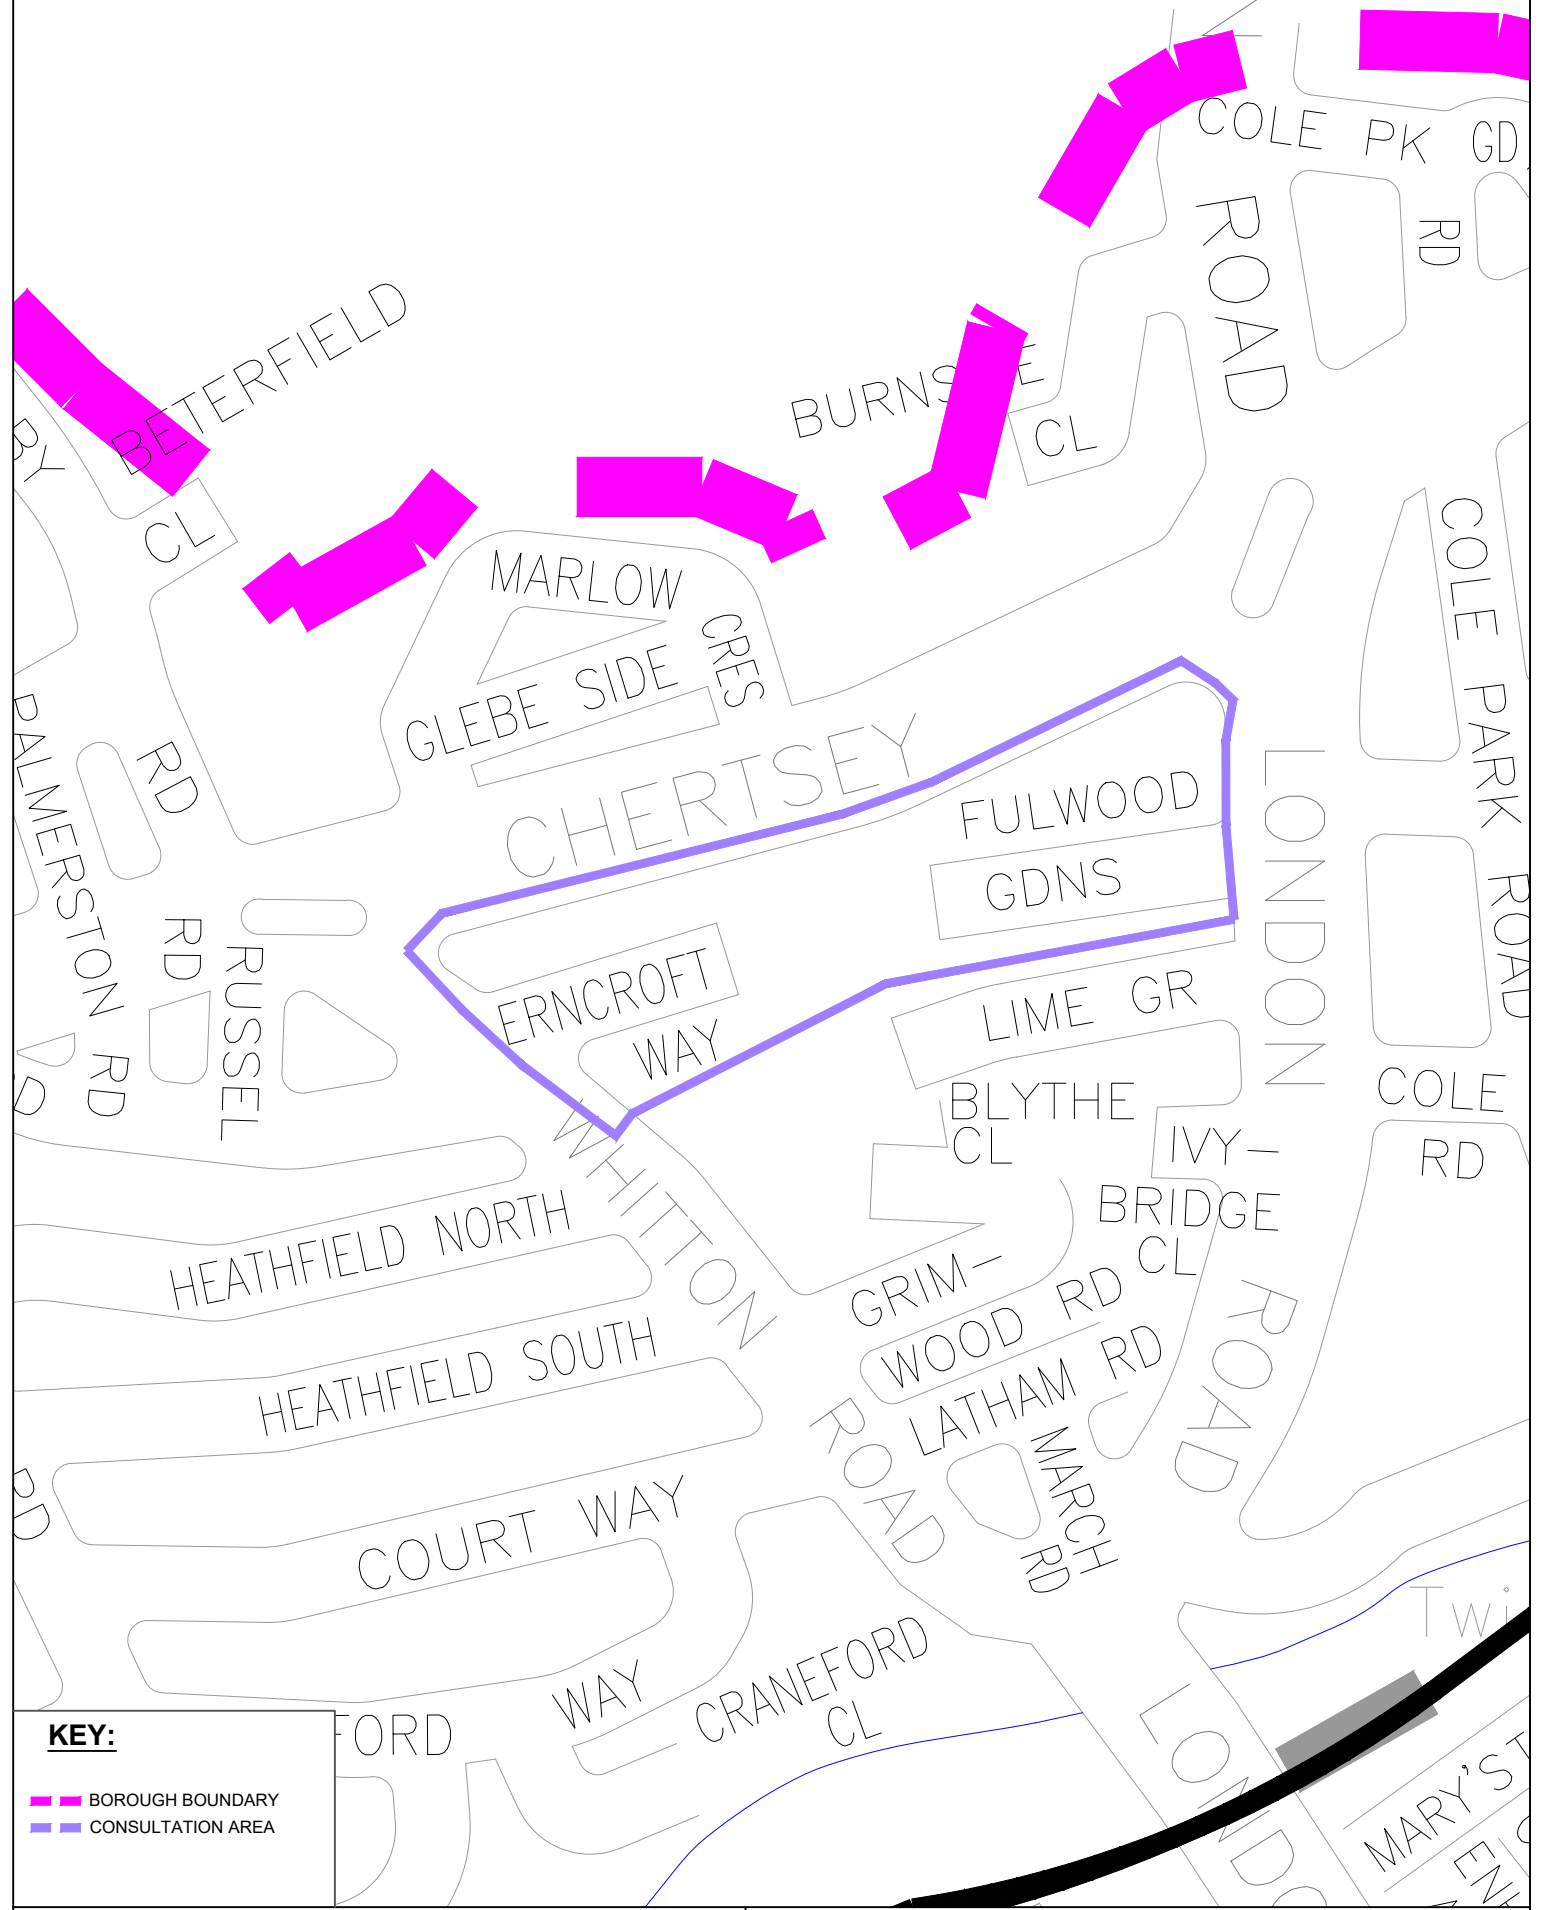 COLE PK GD
ROAD
RD
BETERFIELD
CL
CL
MARLOW
CRES
GLEBE SIDE
CHERTSEY
COLE PARK ROAD
FULWOOD
GDNS
LONDON
PALMERSTON
RD
RD
RD
RUSSEL
ERNCROFT
WAY
LIME GR
BLYTHE
CL
COLE
RD
IVY-
BRIDGE
CL
WHITTON
HEATHFIELD NORTH
HEATHFIELD SOUTH
GRIM-
WOOD RD
LATHAM RD
ROAD
ROAD
MARCH
RD
RD
COURT WAY
WAY
CRANEFORD
CL
FORD
Twi
MARY'S
KEY:
BOROUGH BOUNDARY
CONSULTATION AREA